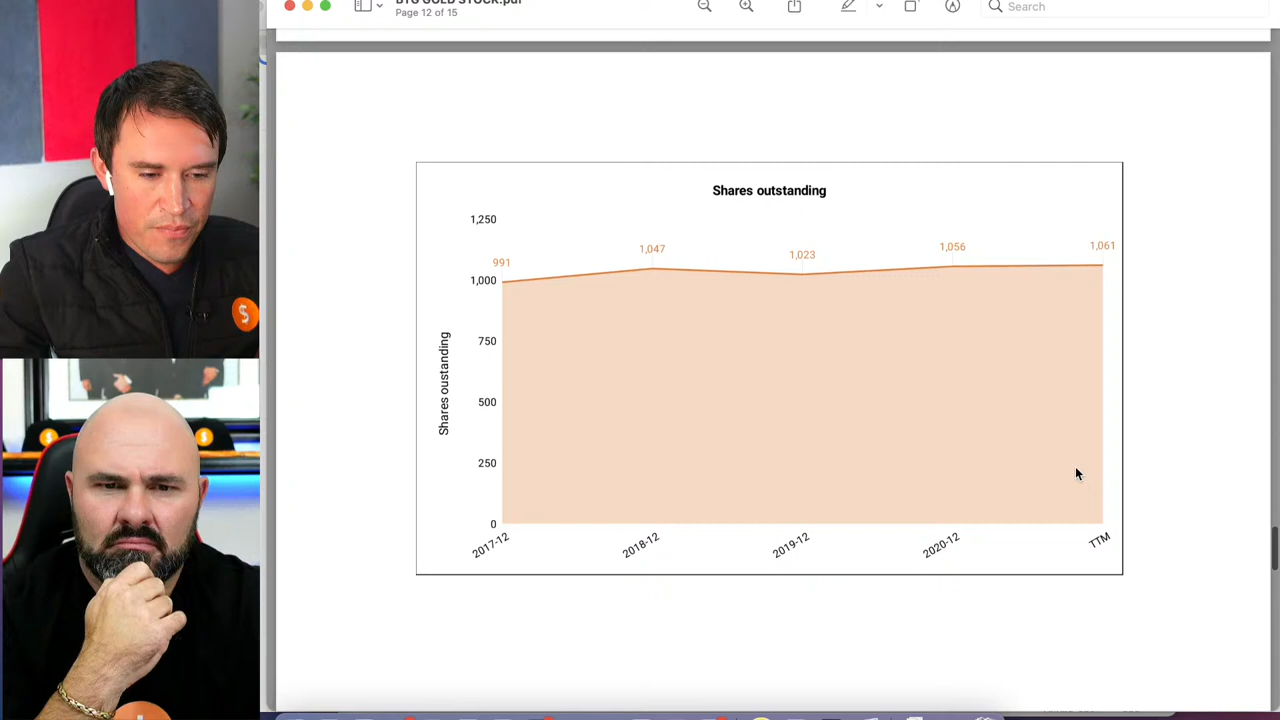 BTG GOLD STOCK.pdf
Page 12 of 15
Search
Shares outstanding
1,250
1,000
750
500
250
0
Shares oustanding
991
1,047
1,023
1,056
1,061
2017-12
2018-12
2019-12
2020-12
TTM
$